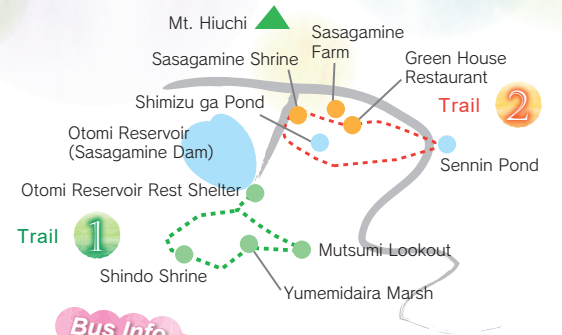 Mt. Hiuchi
Sasagamine
Farm
Sasagamine Shrine
Green House
Restaurant
Shimizu ga Pond
Trail 2
Otomi Reservoir
(Sasagamine Dam)
Sennin Pond
Otomi Reservoir Rest Shelter
Trail 1
Mutsumi Lookout
Shindo Shrine
Yumemidaira Marsh
Bus Info